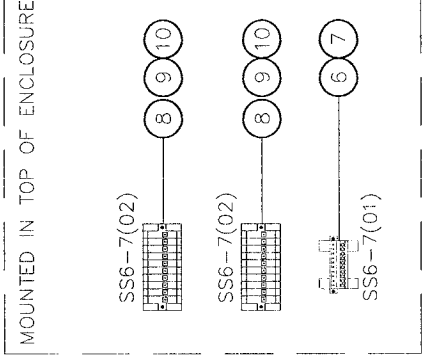 MOUNTED IN TOP OF ENCLOSURE
SS6-7(02)
8 9 10
SS6-7(02)
8 9 10
SS6-7(01)
6 7